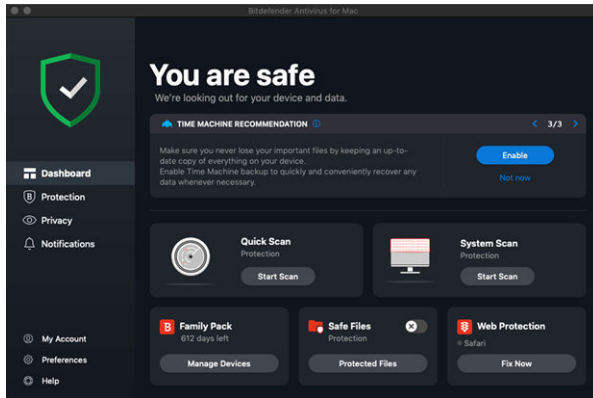 Bitdefender Antivirus for Mac
You are safe
We're looking out for your device and data.
TIME MACHINE RECOMMENDATION
3/3
Make sure you never lose your important files by keeping an up-to-
date copy of everything on your device.
Enable Time Machine backup to quickly and conveniently recover any
data whenever necessary.
Enable
Not now
Dashboard
Protection
Privacy
Notifications
My Account
Preferences
Help
Quick Scan
Protection
Start Scan
System Scan
Protection
Start Scan
B
Family Pack
612 days left
Manage Devices
Safe Files
Protection
Protected Files
Web Protection
Safari
Fix Now